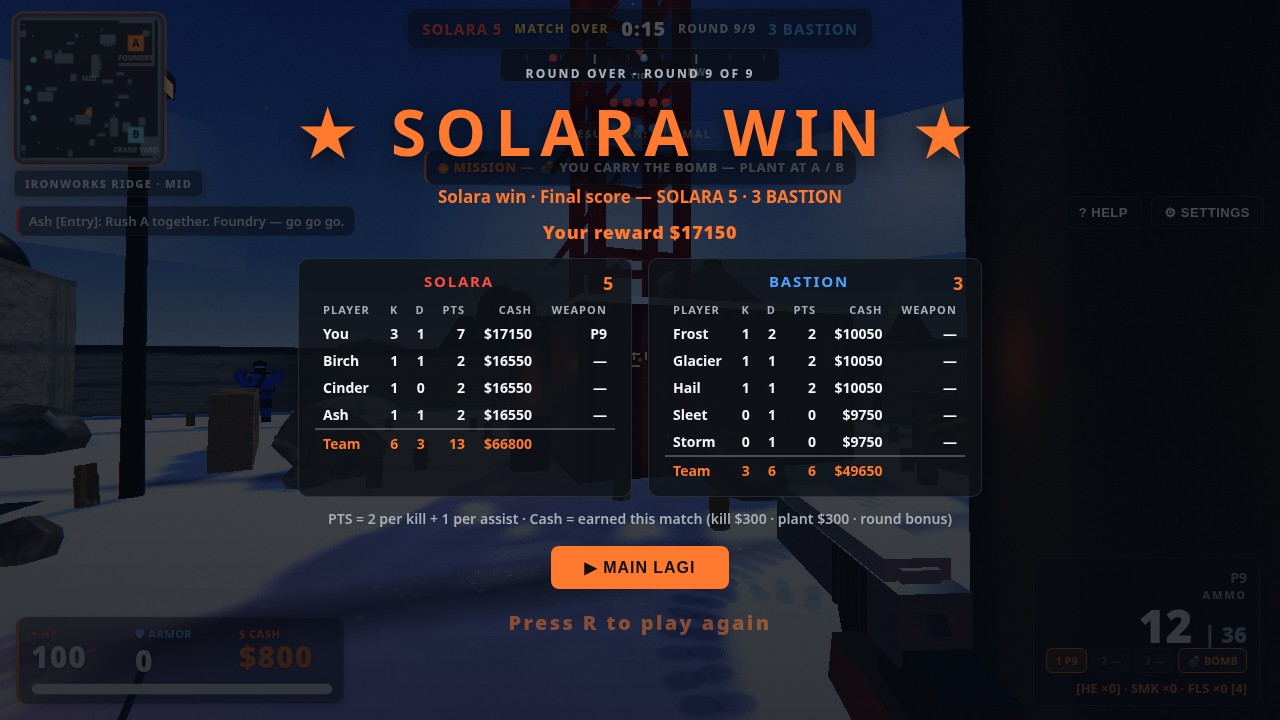 SOLARA 5 MATCH OVER 0:15 ROUND 9/9 3 BASTION
A
FOUNDRY
MID
B
CRANE YARD
ROUND OVER · ROUND 9 OF 9
★ SOLARA WIN ★
MISSION — YOU CARRY THE BOMB — PLANT AT A / B
IRONWORKS RIDGE · MID
Ash [Entry]: Rush A together. Foundry — go go go.
? HELP
⚙ SETTINGS
Solara win · Final score — SOLARA 5 · 3 BASTION
Your reward $17150
SOLARA 5
PLAYER K D PTS CASH WEAPON
You 3 1 7 $17150 P9
Birch 1 1 2 $16550 —
Cinder 1 0 2 $16550 —
Ash 1 1 2 $16550 —
Team 6 3 13 $66800
BASTION 3
PLAYER K D PTS CASH WEAPON
Frost 1 2 2 $10050 —
Glacier 1 1 2 $10050 —
Hail 1 1 2 $10050 —
Sleet 0 1 0 $9750 —
Storm 0 1 0 $9750 —
Team 3 6 6 $49650
PTS = 2 per kill + 1 per assist · Cash = earned this match (kill $300 · plant $300 · round bonus)
▶ MAIN LAGI
Press R to play again
HP ARMOR $ CASH
100 0 $800
P9
AMMO
12 | 36
1 P9 2 — 3 — BOMB
[HE ×0] · SMK ×0 · FLS ×0 [4]